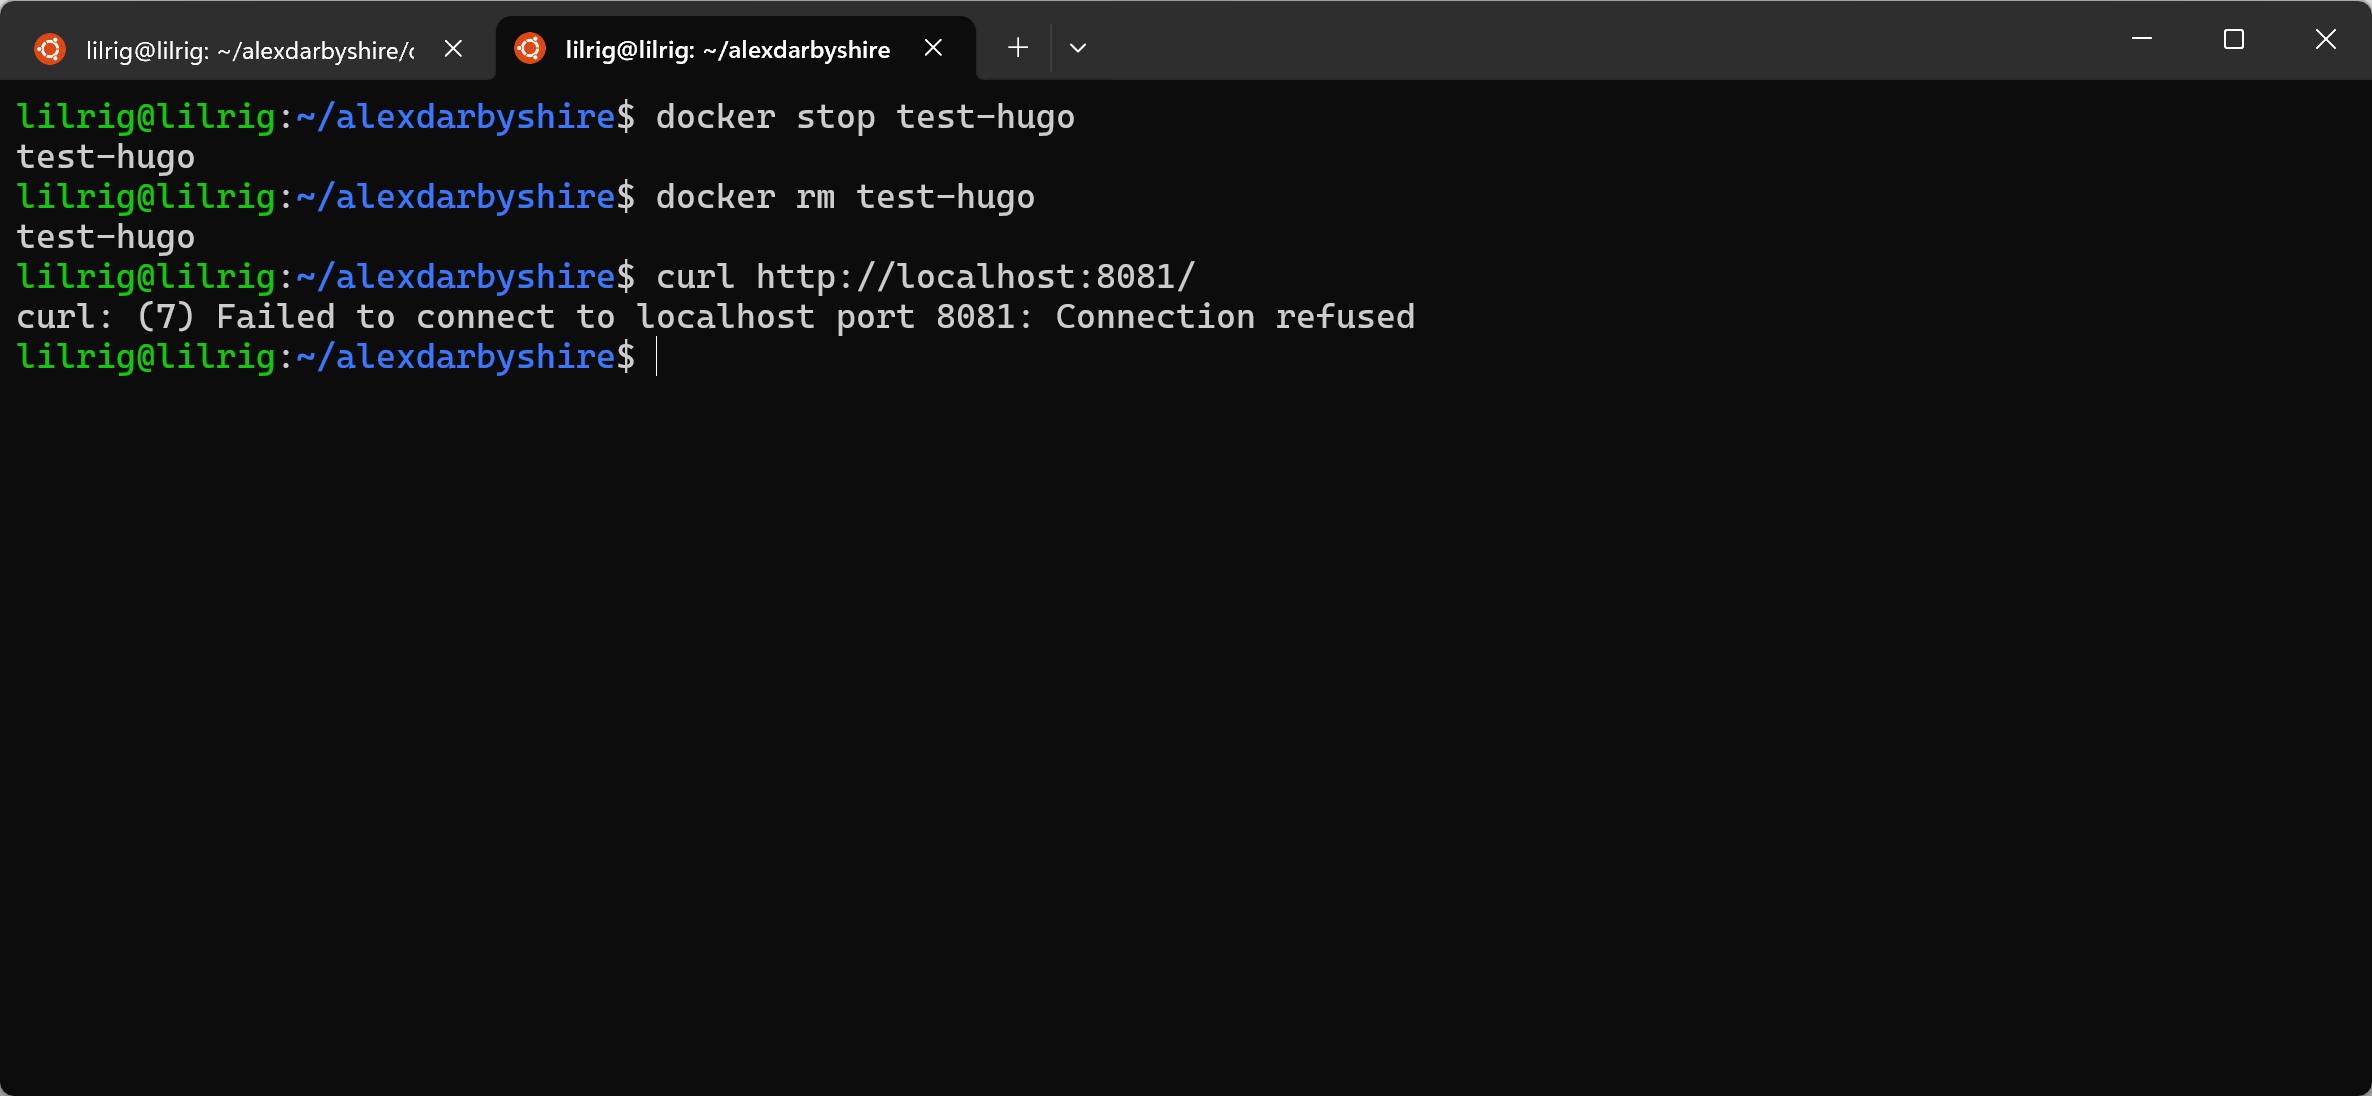 lilrig@lilrig: ~/alexdarbyshire/
lilrig@lilrig: ~/alexdarbyshire
lilrig@lilrig:~/alexdarbyshire$ docker stop test-hugo
test-hugo
lilrig@lilrig:~/alexdarbyshire$ docker rm test-hugo
test-hugo
lilrig@lilrig:~/alexdarbyshire$ curl http://localhost:8081/
curl: (7) Failed to connect to localhost port 8081: Connection refused
lilrig@lilrig:~/alexdarbyshire$